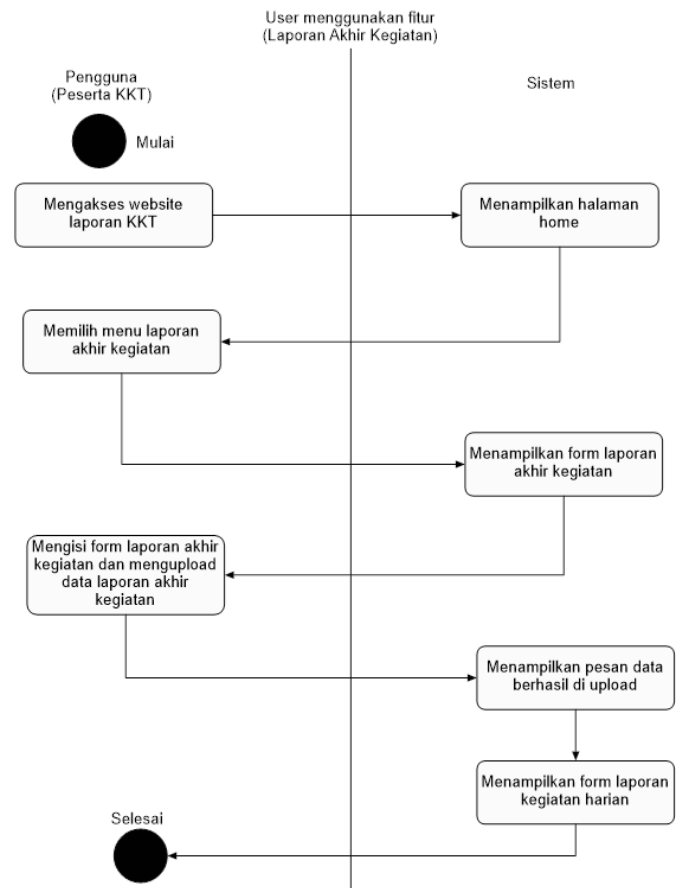 User menggunakan fitur
(Laporan Akhir Kegiatan)
Pengguna
(Peserta KKT)
Sistem
Mulai
Mengakses website
laporan KKT
Menampilkan halaman
home
Memilih menu laporan
akhir kegiatan
Menampilkan form laporan
akhir kegiatan
Mengisi form laporan akhir
kegiatan dan mengupload
data laporan akhir
kegiatan
Menampilkan pesan data
berhasil di upload
Menampilkan form laporan
kegiatan harian
Selesai